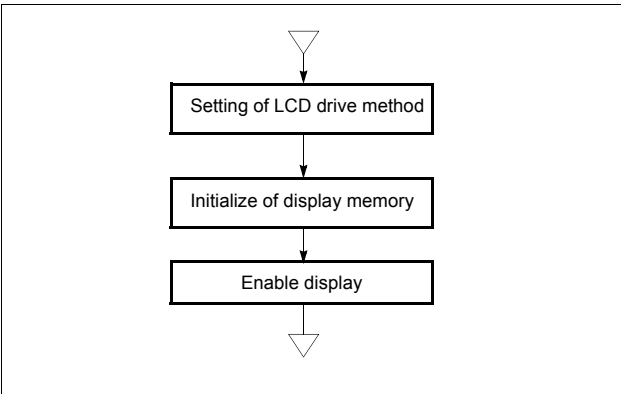 Setting of LCD drive method
Initialize of display memory
Enable display